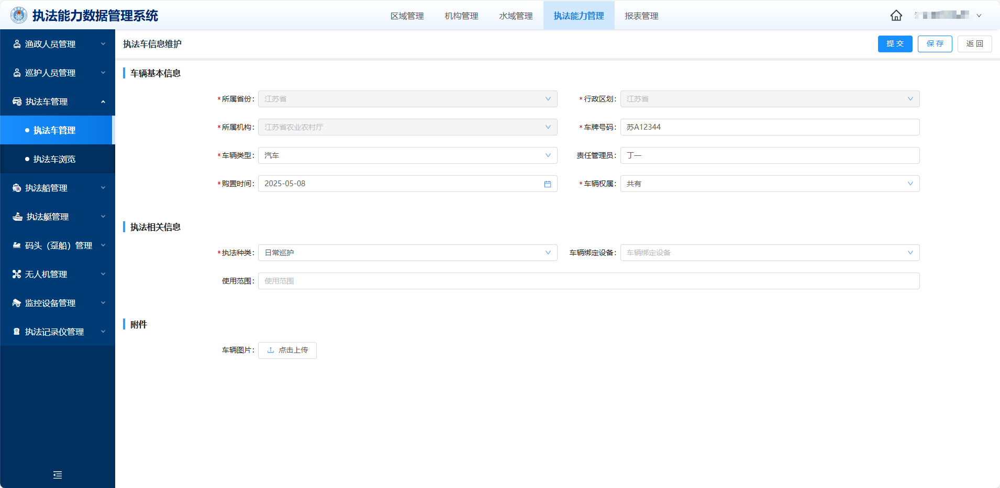 执法能力数据管理系统
区域管理 机构管理 水域管理 执法能力管理 报表管理
渔政人员管理
巡护人员管理
执法车管理
执法车管理
执法车浏览
执法船管理
执法艇管理
码头（趸船）管理
无人机管理
监控设备管理
执法记录仪管理
执法车信息维护
提 交 保 存 返 回
车辆基本信息
*所属省份: 江苏省 *行政区划: 江苏省
*所属机构: 江苏省农业农村厅 *车牌号码: 苏A12344
*车辆类型: 汽车 责任管理员: 丁一
*购置时间: 2025-05-08 *车辆权属: 共有
执法相关信息
*执法种类: 日常巡护 车辆绑定设备: 车辆绑定设备
使用范围: 使用范围
附件
车辆图片: 点击上传